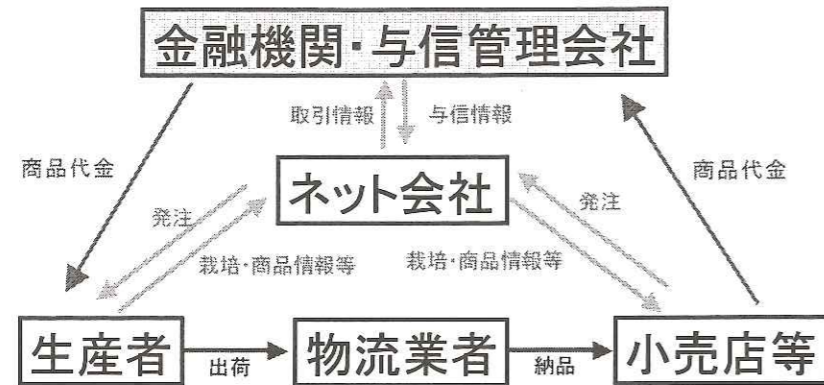 金融機関・与信管理会社
取引情報
与信情報
商品代金
商品代金
ネット会社
発注
発注
栽培・商品情報等
栽培・商品情報等
生産者
出荷
物流業者
納品
小売店等